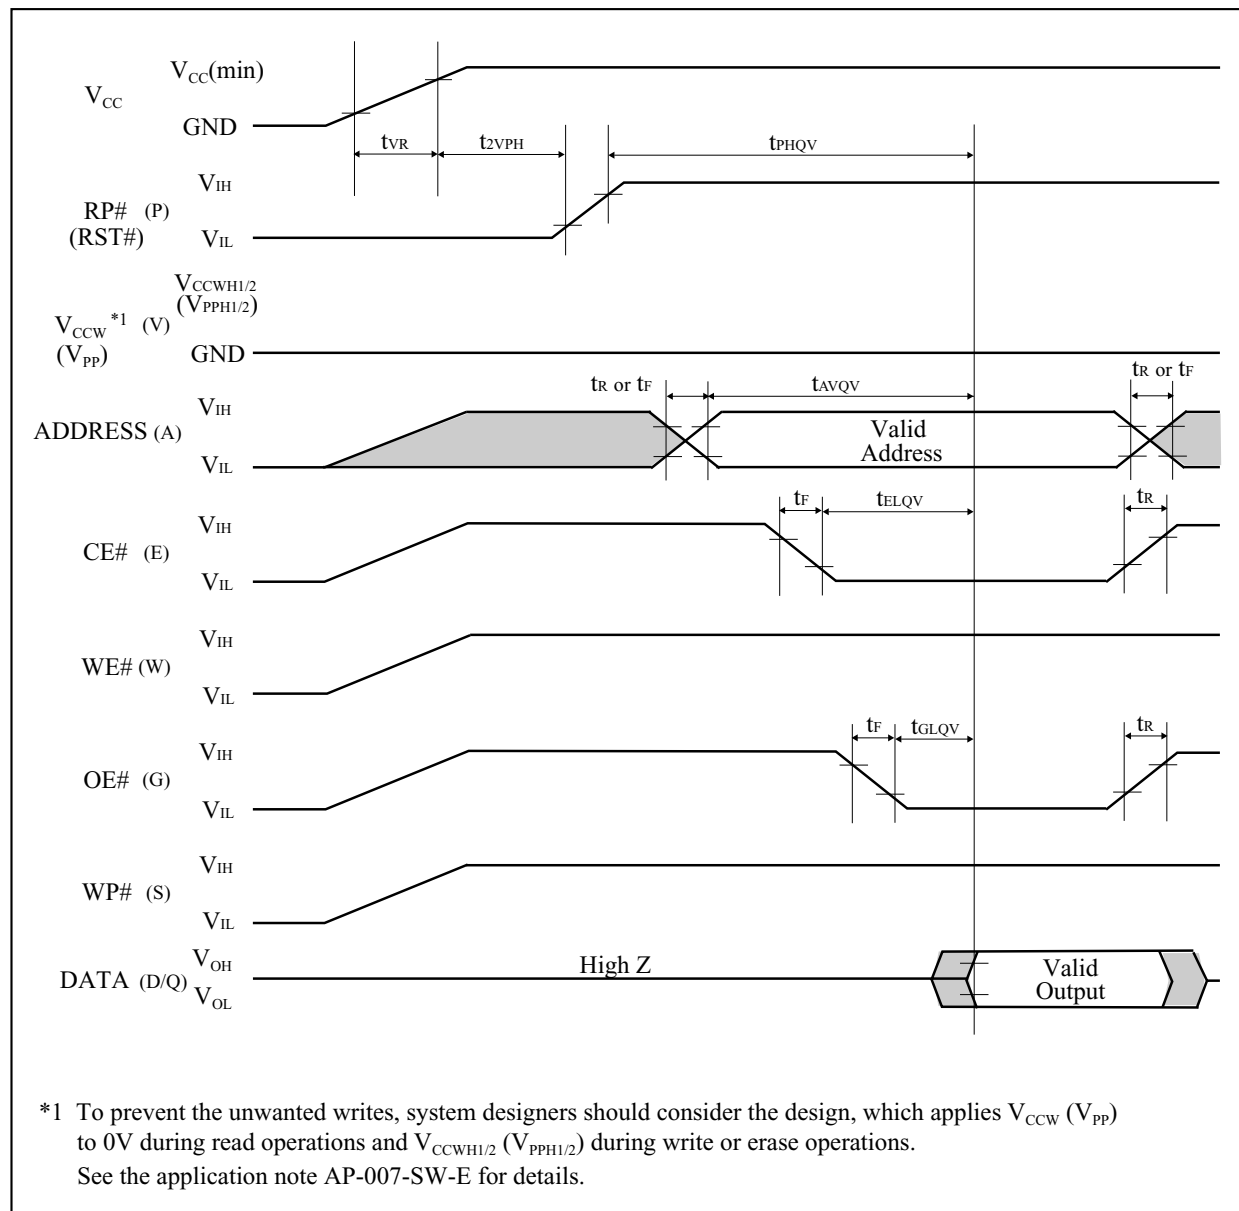 VCC(min)
VCC
GND
tVR
t2VPH
tPHQV
VIH
RP# (P)
(RST#)
VIL
VCCWH1/2
(VPPH1/2)
VCCW *1 (V)
(VPP)
GND
tR or tF
tAVQV
tR or tF
VIH
ADDRESS (A)
Valid
Address
VIL
tF
tELQV
tR
VIH
CE# (E)
VIL
VIH
WE# (W)
VIL
tF
tGLQV
tR
VIH
OE# (G)
VIL
VIH
WP# (S)
VIL
VOH
High Z
DATA (D/Q)
Valid
Output
VOL
*1 To prevent the unwanted writes, system designers should consider the design, which applies VCCW (VPP)
to 0V during read operations and VCCWH1/2 (VPPH1/2) during write or erase operations.
See the application note AP-007-SW-E for details.